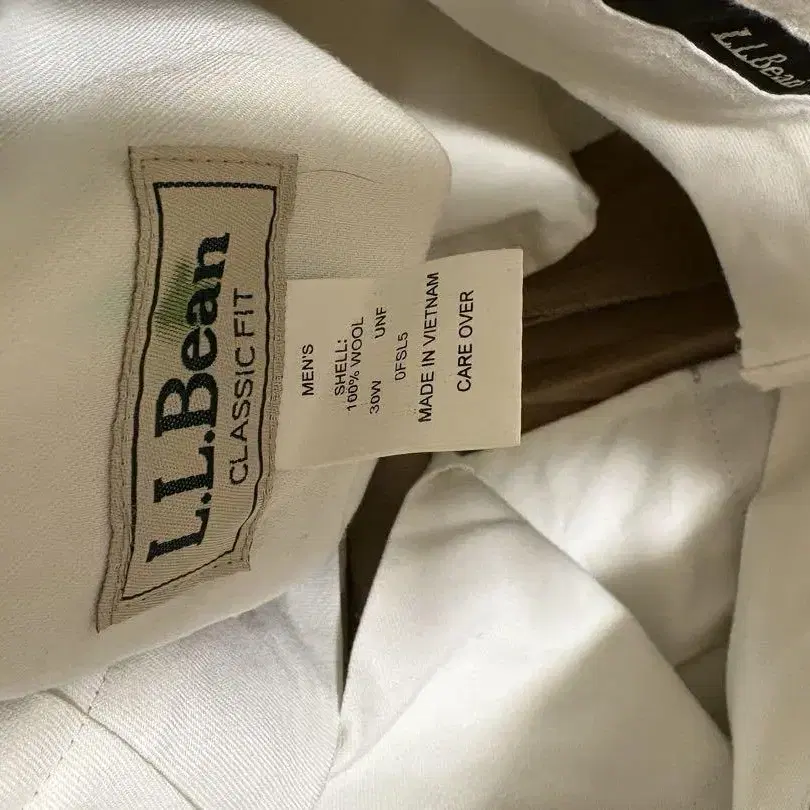 L.L.Bean
CLASSIC FIT
MEN'S
SHELL:
100% WOOL
30W UNF
0FSL5
MADE IN VIETNAM
CARE OVER
L.L.Bean